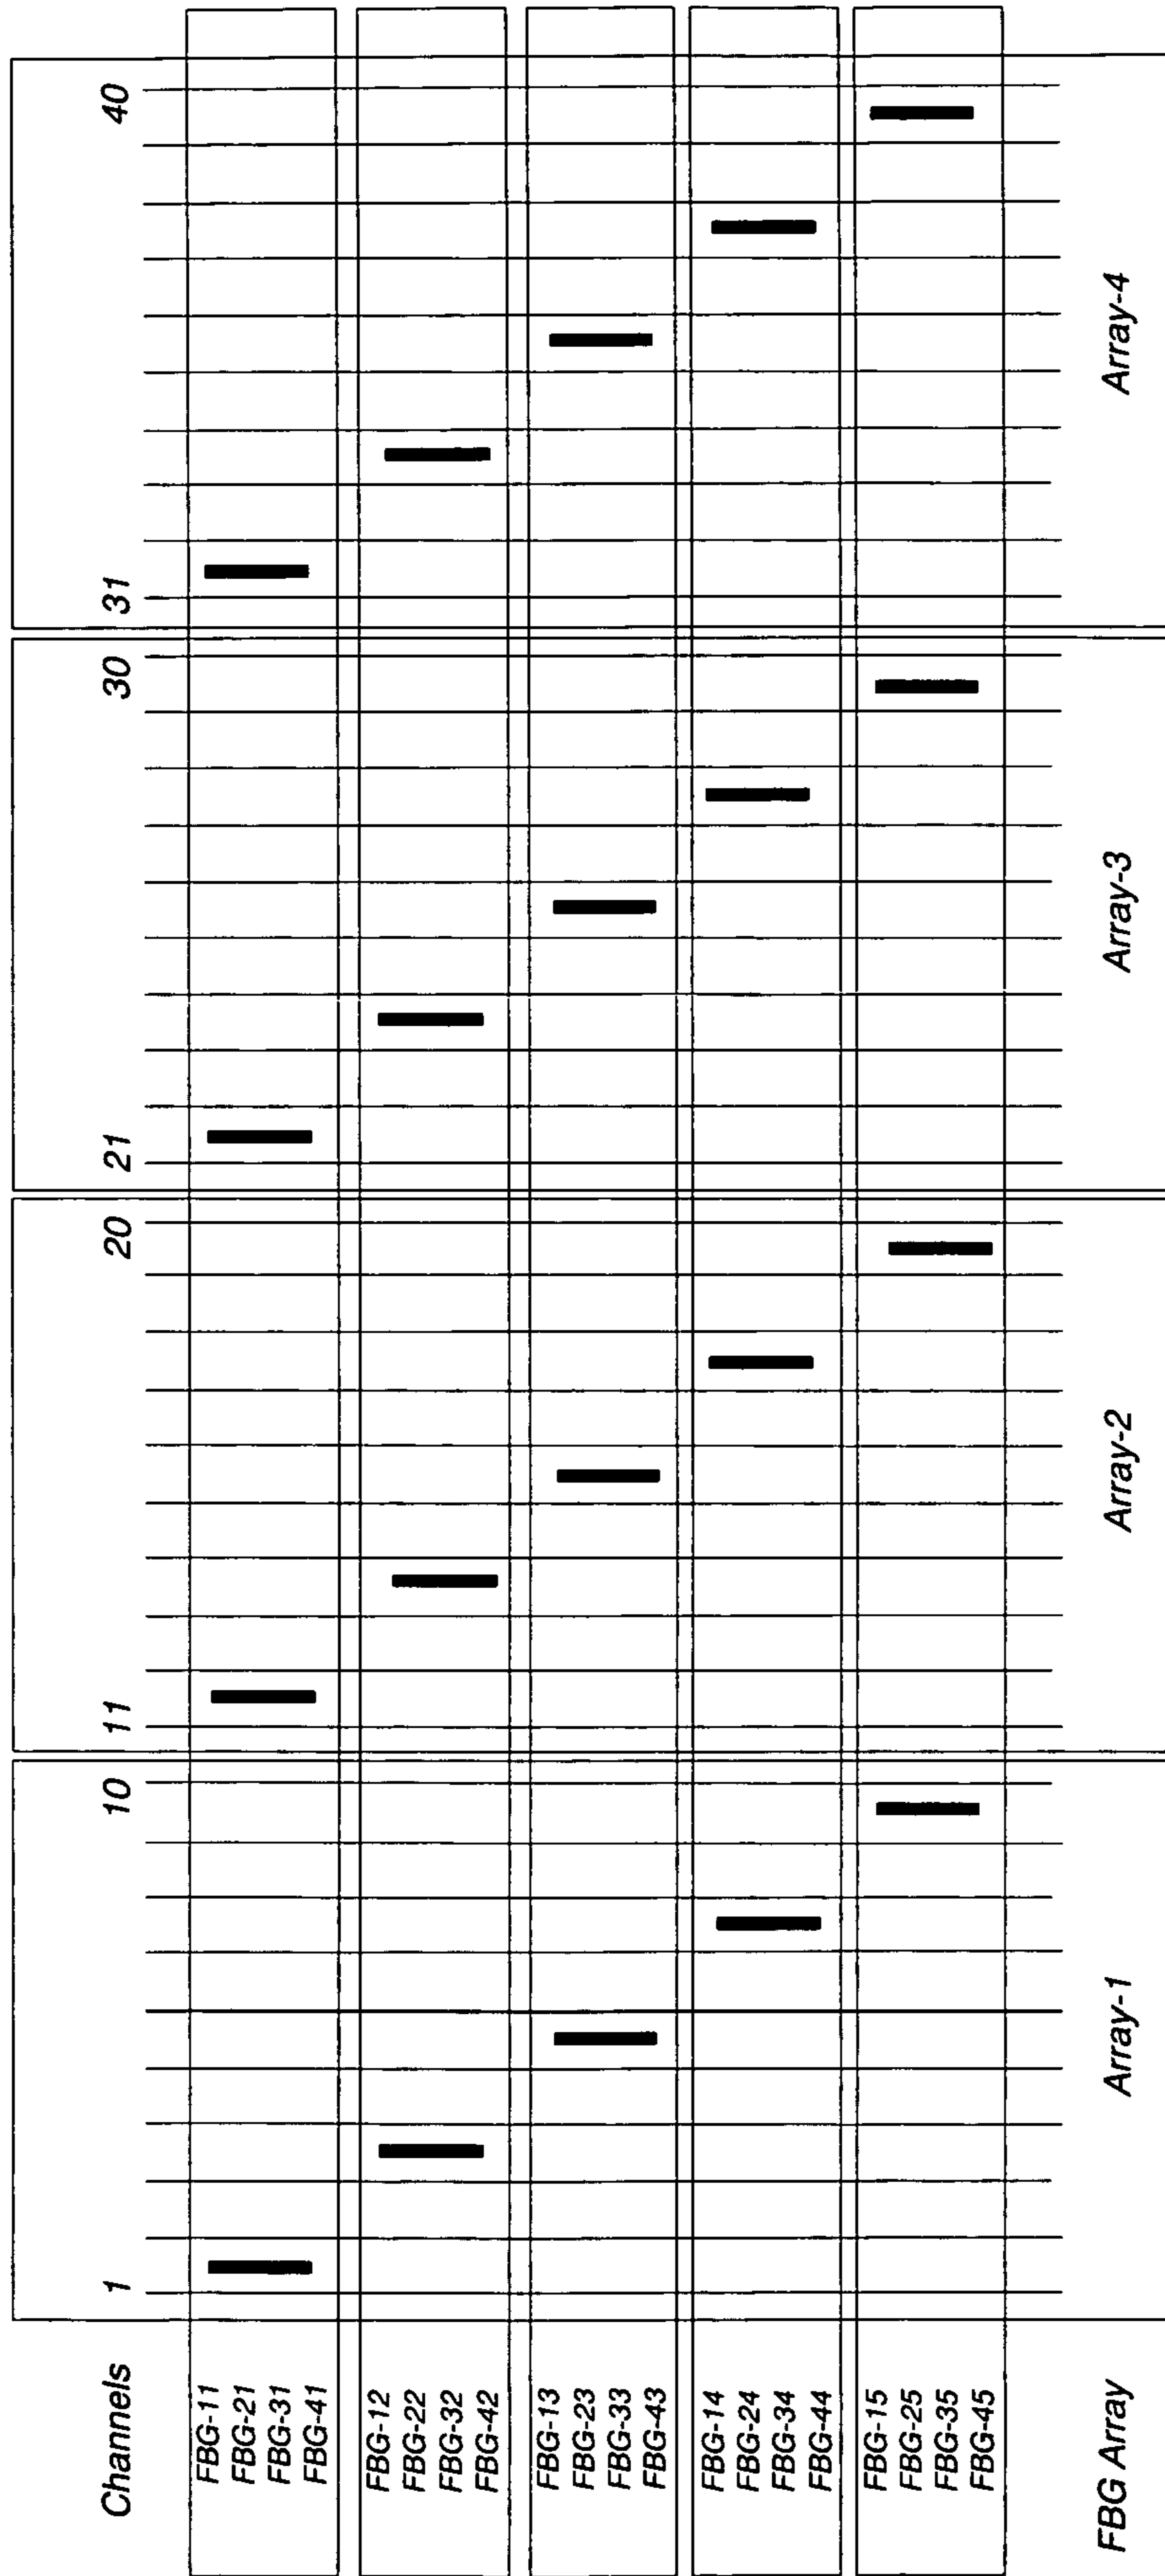 Channels 1 10 11 20 21 30 31 40
FBG-11
FBG-21
FBG-31
FBG-41
FBG-12
FBG-22
FBG-32
FBG-42
FBG-13
FBG-23
FBG-33
FBG-43
FBG-14
FBG-24
FBG-34
FBG-44
FBG-15
FBG-25
FBG-35
FBG-45
FBG Array Array-1 Array-2 Array-3 Array-4